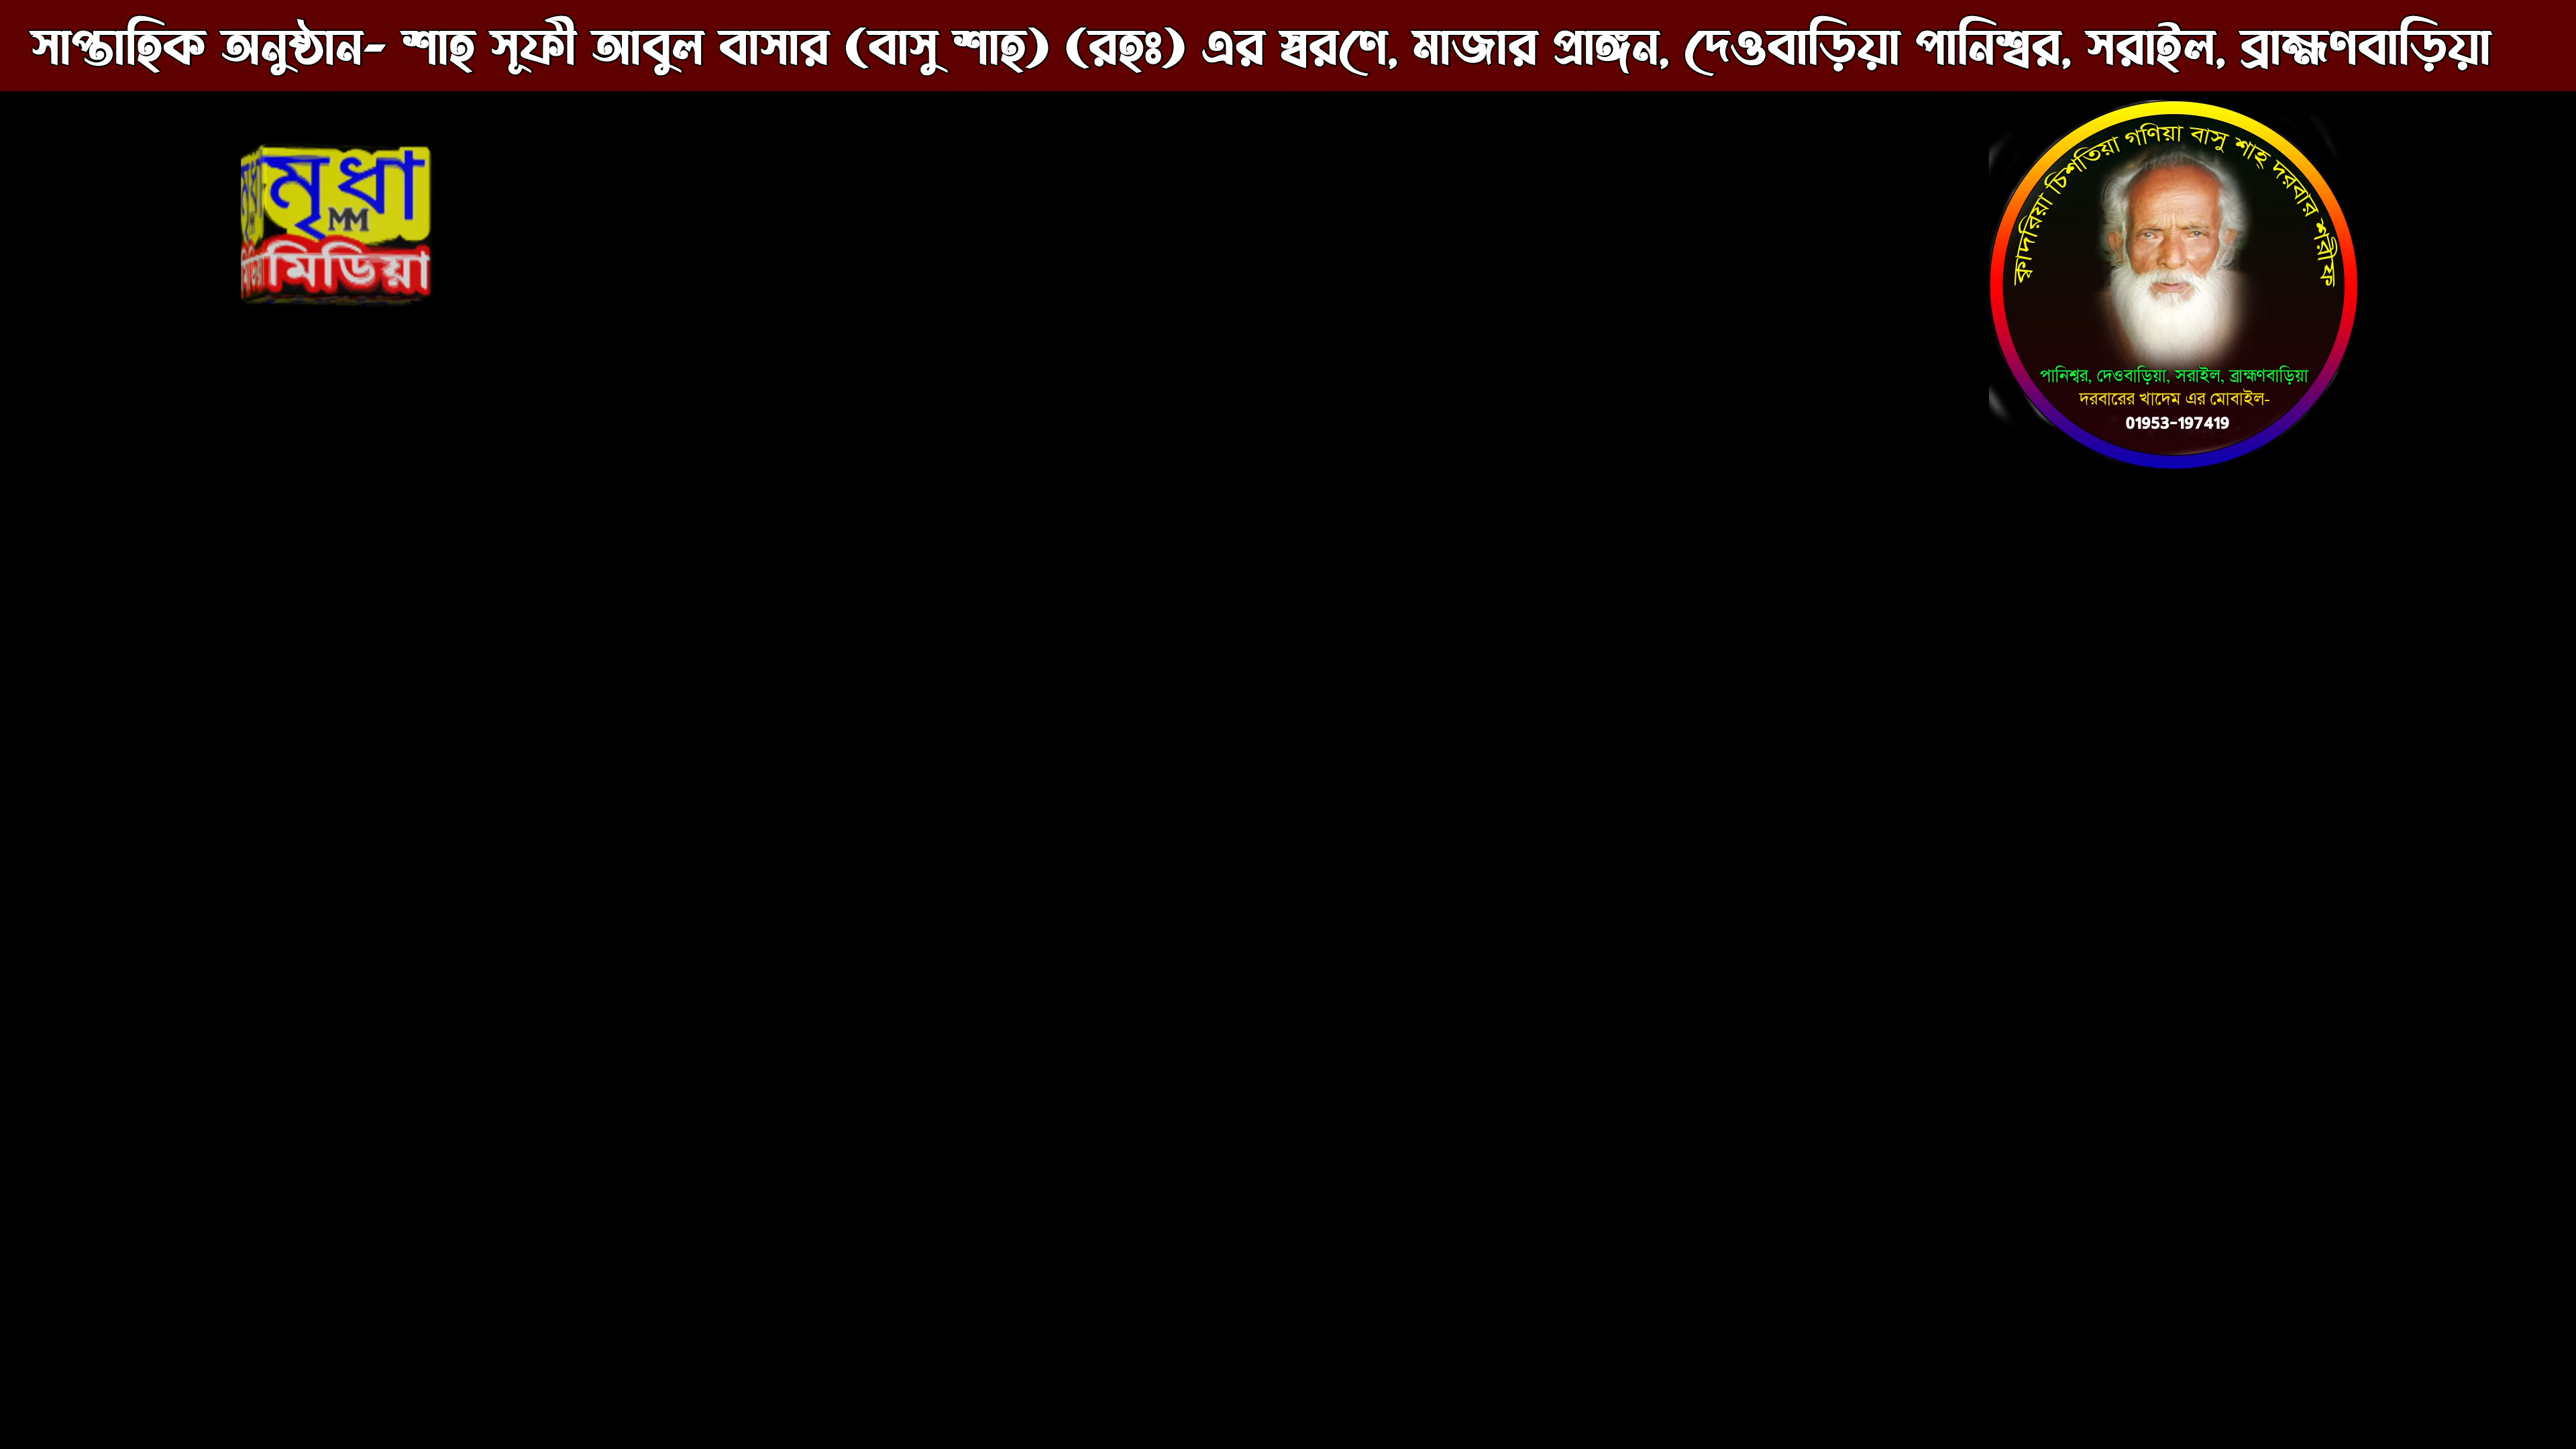 সাপ্তাহিক অনুষ্ঠান- শাহ সূফী আবুল বাসার (বাসু শাহ) (রহঃ) এর স্বরণে, মাজার প্রাঙ্গন, দেওবাড়িয়া পানিশ্বর, সরাইল, ব্রাহ্মণবাড়িয়া
মৃধা
MM
মিডিয়া
ক্বাদরিয়া চিশতিয়া গণিয়া বাসু শাহ্ দরবার শরীফ
পানিশ্বর, দেওবাড়িয়া, সরাইল, ব্রাহ্মণবাড়িয়া
দরবারের খাদেম এর মোবাইল-
01953-197419